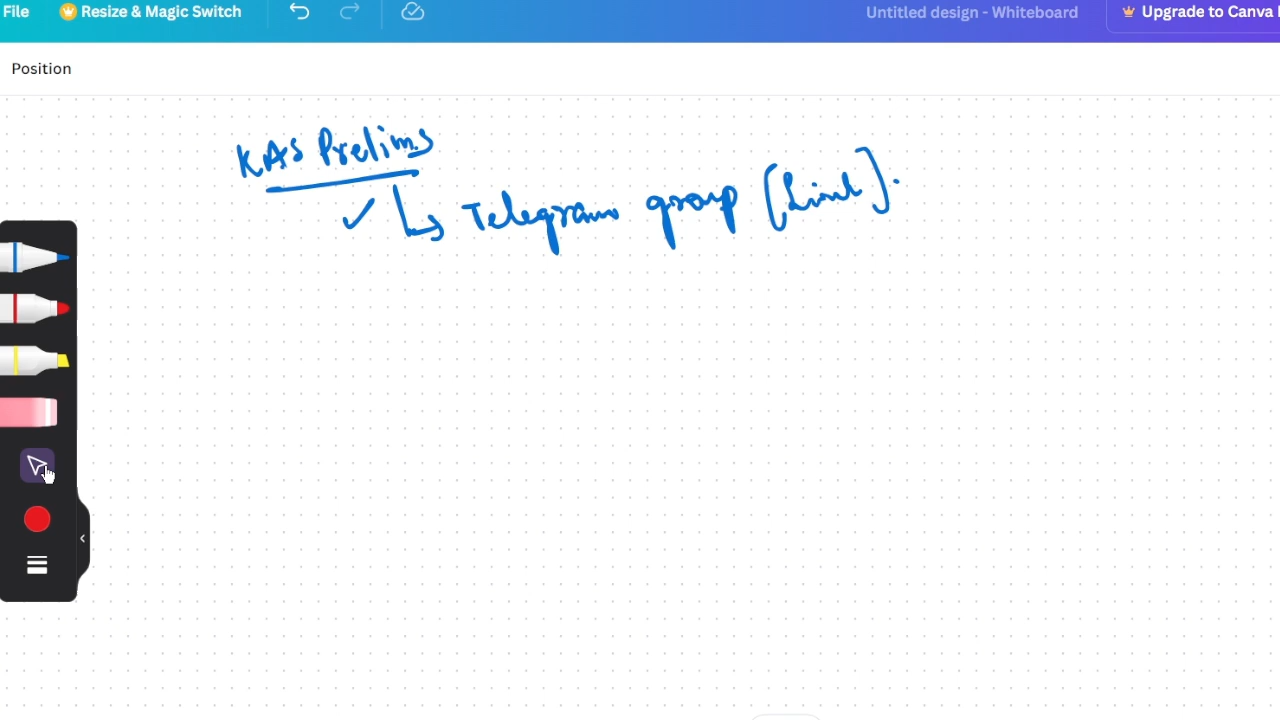 File Resize & Magic Switch Untitled design - Whiteboard Upgrade to Canva
Position
KAS Prelims
Telegram group (Link).